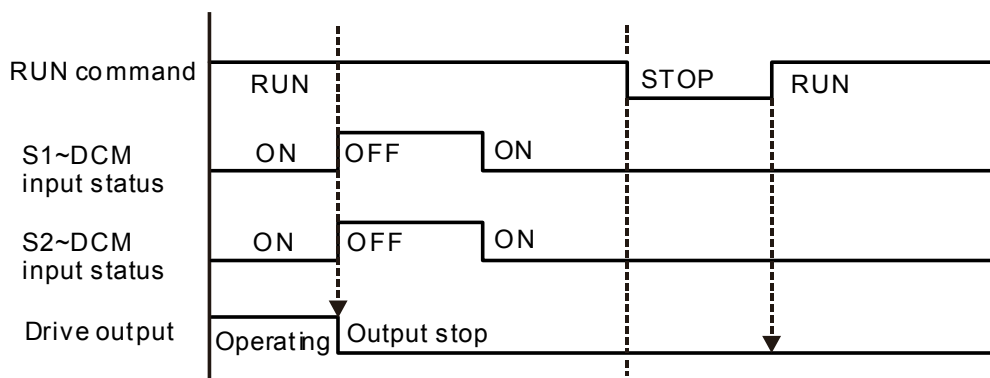 RUN command
RUN
STOP
RUN
S1~DCM
input status
ON
OFF
ON
S2~DCM
input status
ON
OFF
ON
Drive output
Operating
Output stop